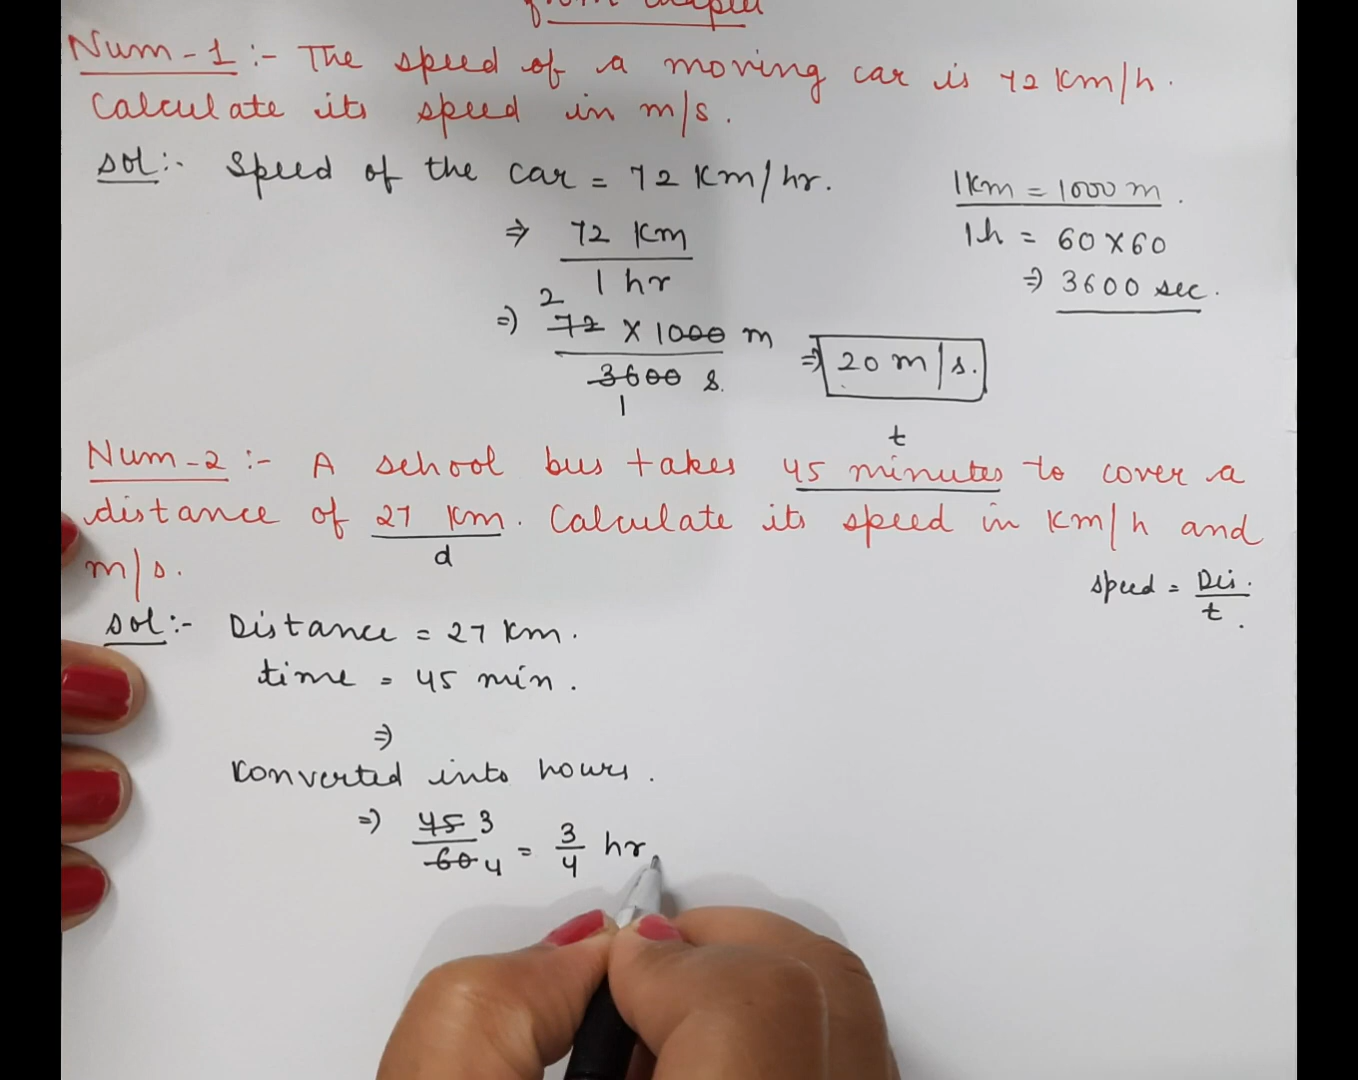 from
Num-1 :- The speed of a moving car is 72 Km/h.
Calculate its speed in m/s.
Sol:- Speed of the car = 72 Km/hr.
1Km = 1000 m.
⇒ 72 Km
1 hr
1h = 60 × 60
⇒ 3600 sec.
2
⇒ 72 × 1000 m
3600 s.
1
⇒ 20 m/s.
t
Num-2 :- A school bus takes 45 minutes to cover a
distance of 27 Km. Calculate its speed in Km/h and
d
m/s.
speed = Dis.
t.
Sol:- Distance = 27 Km.
time = 45 min.
⇒
Converted into hours.
⇒ 45 3 = 3 hr.
60 4 4